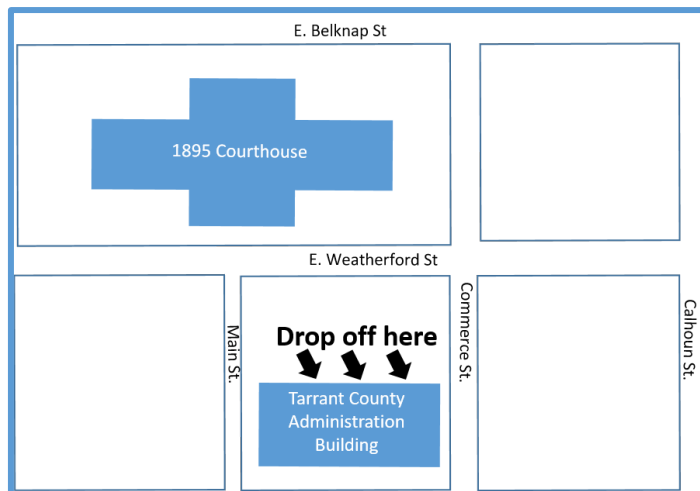 E. Belknap St
1895 Courthouse
E. Weatherford St
Main St.
Commerce St.
Calhoun St.
Drop off here
Tarrant County
Administration
Building